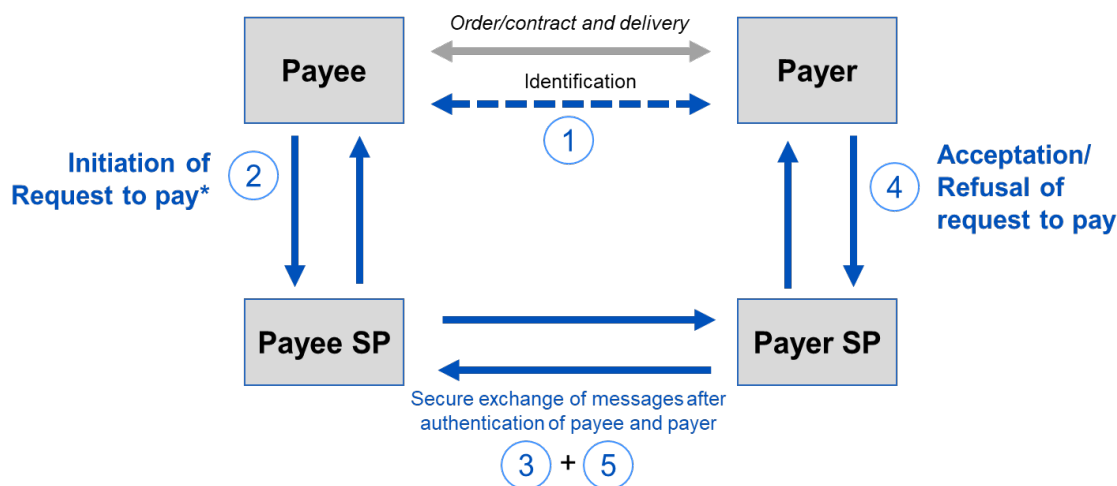 Order/contract and delivery
Payee
Payer
Identification
1
Initiation of
Request to pay*
2
4
Acceptation/
Refusal of
request to pay
Payee SP
Payer SP
Secure exchange of messages after
authentication of payee and payer
3 + 5